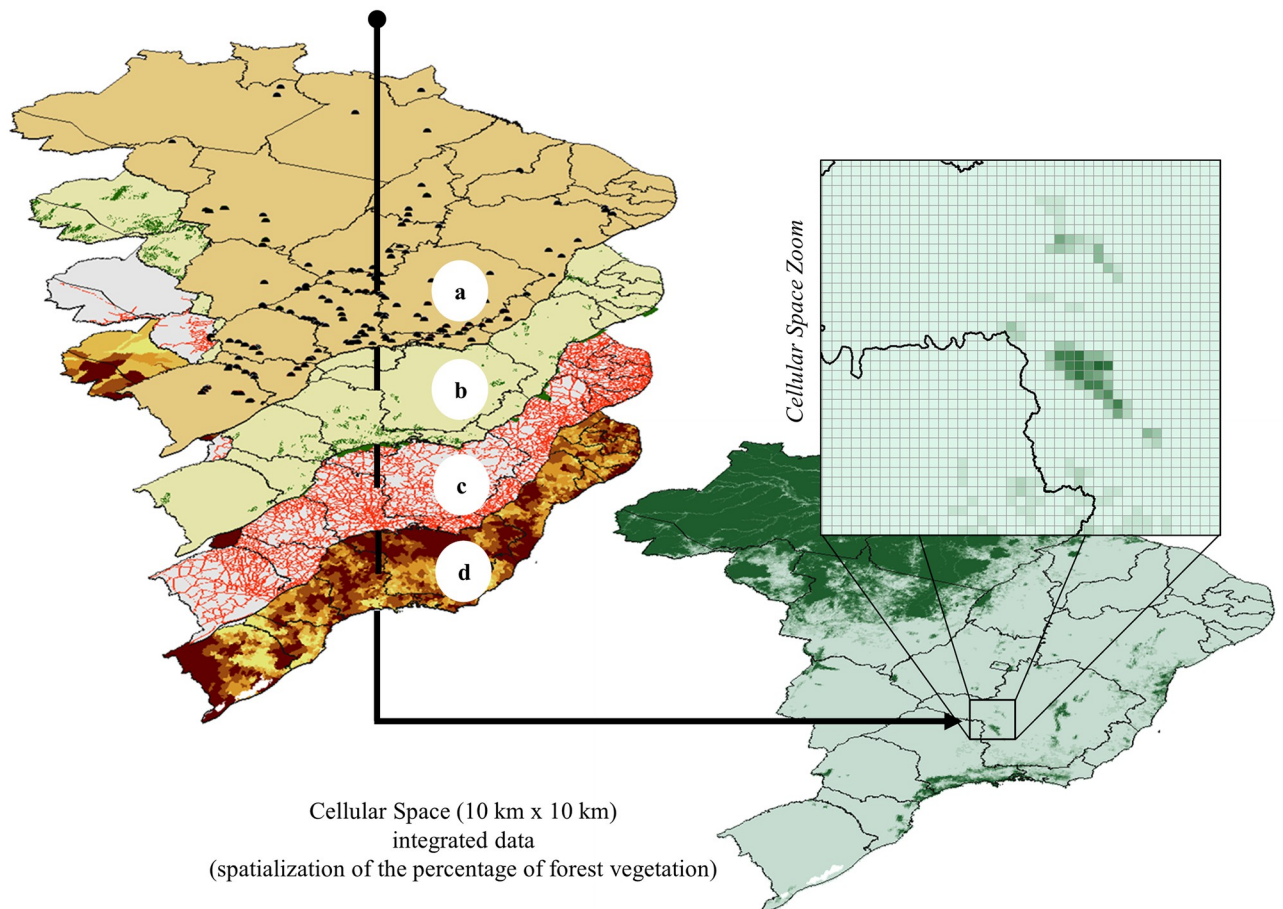 a
b
c
d
Cellular Space Zoom
Cellular Space (10 km x 10 km)
integrated data
(spatialization of the percentage of forest vegetation)